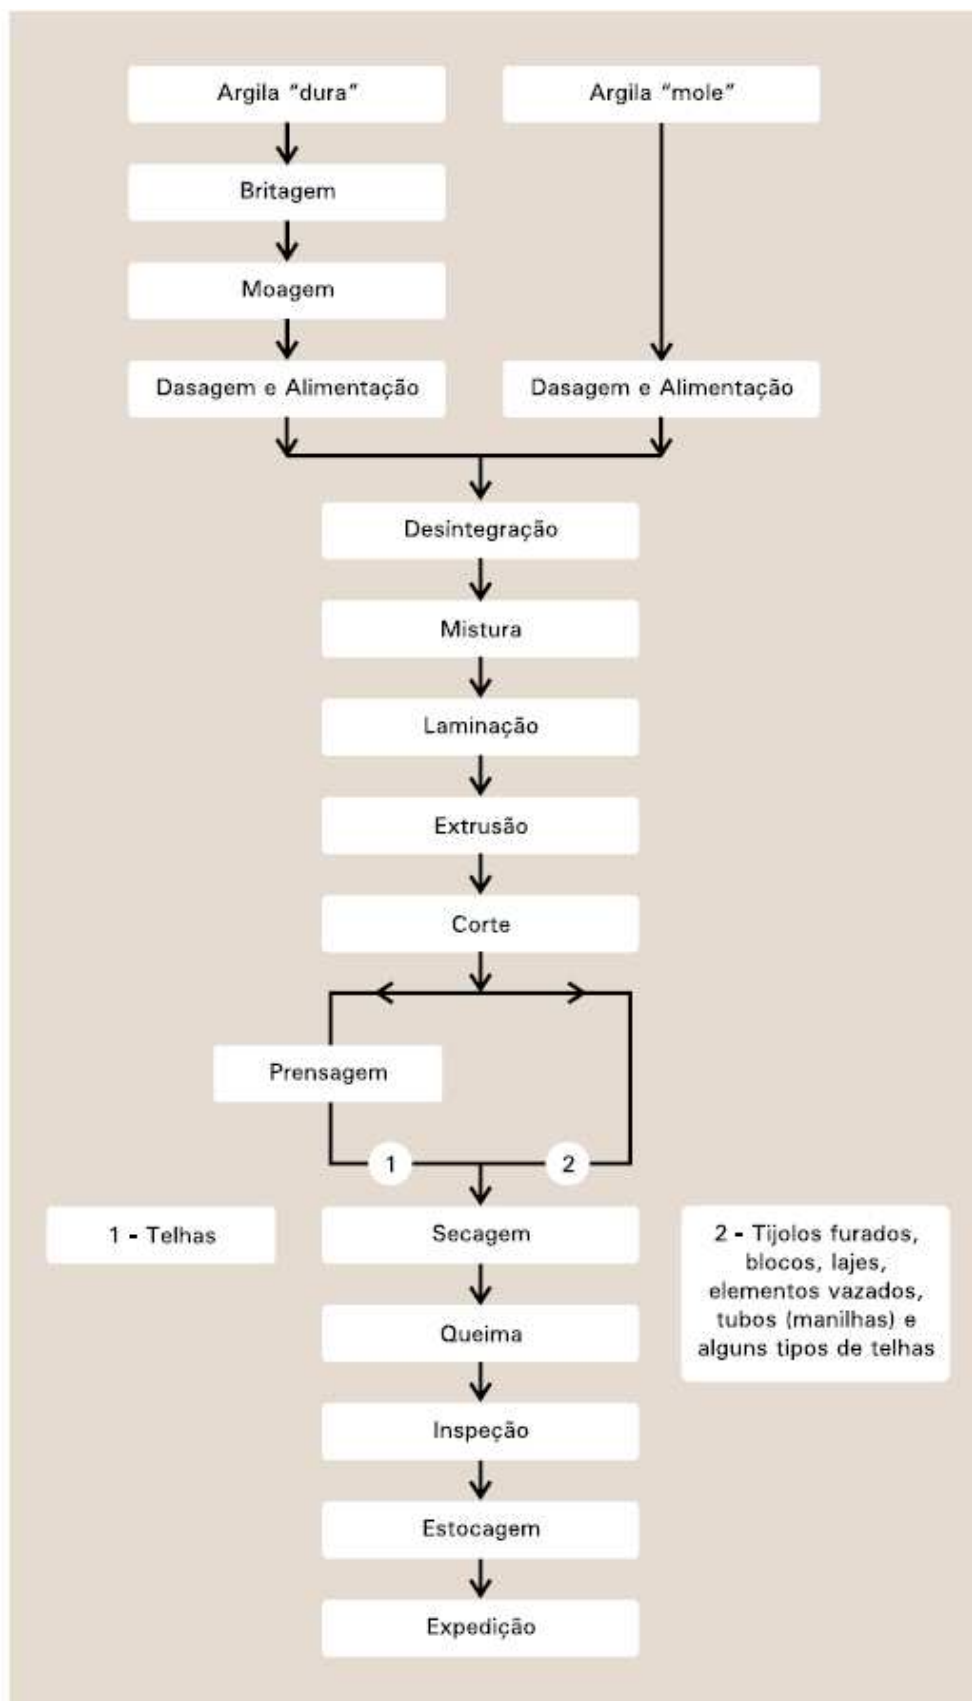 Argila “dura”
Argila “mole”
Britagem
Moagem
Dasagem e Alimentação
Dasagem e Alimentação
Desintegração
Mistura
Laminação
Extrusão
Corte
Prensagem
1
2
1 - Telhas
Secagem
2 - Tijolos furados,
blocos, lajes,
elementos vazados,
tubos (manilhas) e
alguns tipos de telhas
Queima
Inspeção
Estocagem
Expedição